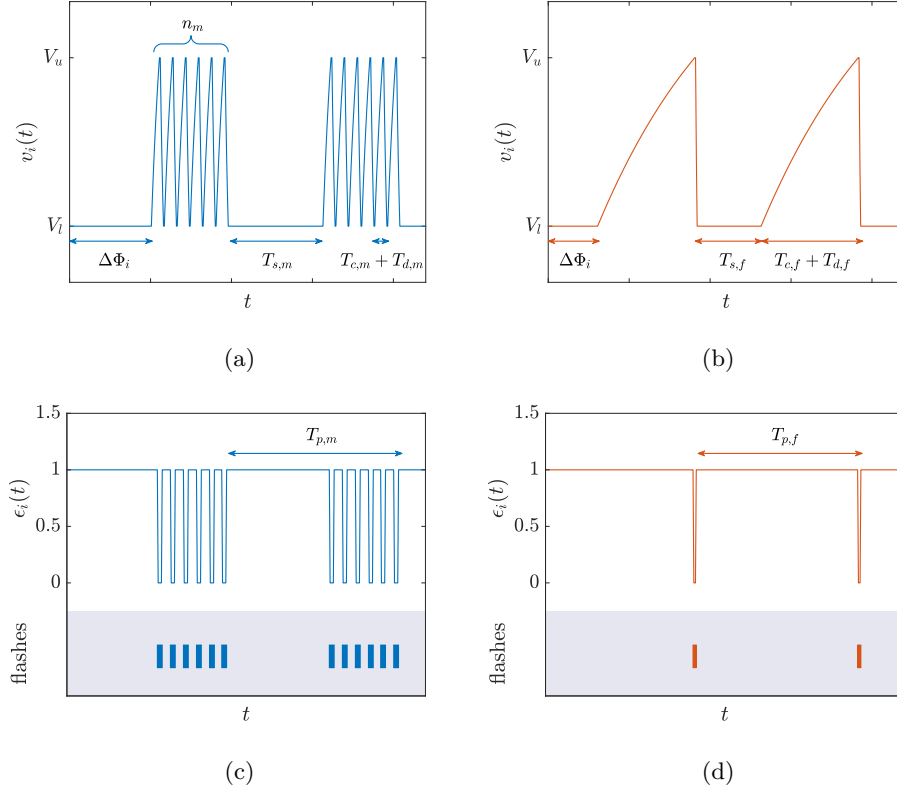 n_m
V_u
v_i(t)
V_l
ΔΦ_i
T_{s,m}
T_{c,m} + T_{d,m}
t
(a)
V_u
v_i(t)
V_l
ΔΦ_i
T_{s,f}
T_{c,f} + T_{d,f}
t
(b)
1.5
T_{p,m}
1
ϵ_i(t)
0.5
0
flashes
t
(c)
1.5
T_{p,f}
1
ϵ_i(t)
0.5
0
flashes
t
(d)